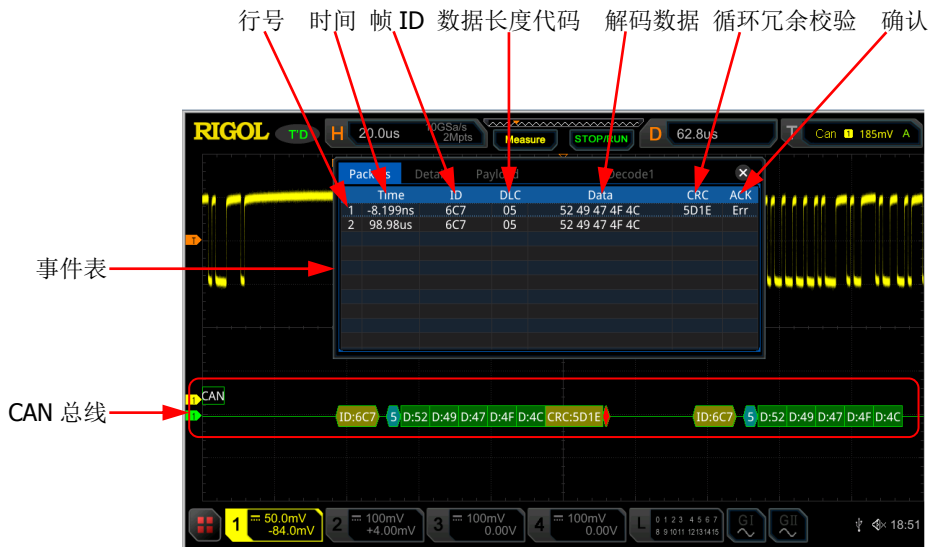 行号 时间 帧 ID 数据长度代码 解码数据 循环冗余校验 确认
RIGOL T'D H 20.0us 10GSa/s 2Mpts Measure STOP/RUN D 62.8us T Can 1 185mV A
Packets Details Payload Decode1
Time ID DLC Data CRC ACK
1 -8.199ns 6C7 05 52 49 47 4F 4C 5D1E Err
2 98.98us 6C7 05 52 49 47 4F 4C
T
事件表
CAN
1
CAN 总线
1
ID:6C7 5 D:52 D:49 D:47 D:4F D:4C CRC:5D1E ID:6C7 5 D:52 D:49 D:47 D:4F D:4C
1 50.0mV -84.0mV 2 100mV +4.00mV 3 100mV 0.00V 4 100mV 0.00V L 0 1 2 3 4 5 6 7 8 9 10 11 12 13 14 15 GI GII 18:51